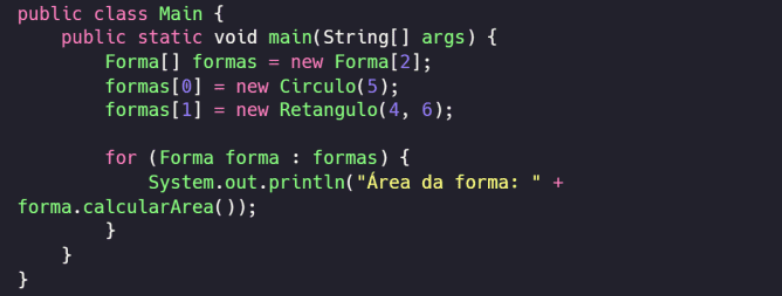 public class Main {
    public static void main(String[] args) {
        Forma[] formas = new Forma[2];
        formas[0] = new Circulo(5);
        formas[1] = new Retangulo(4, 6);

        for (Forma forma : formas) {
            System.out.println("Área da forma: " +
forma.calcularArea());
        }
    }
}